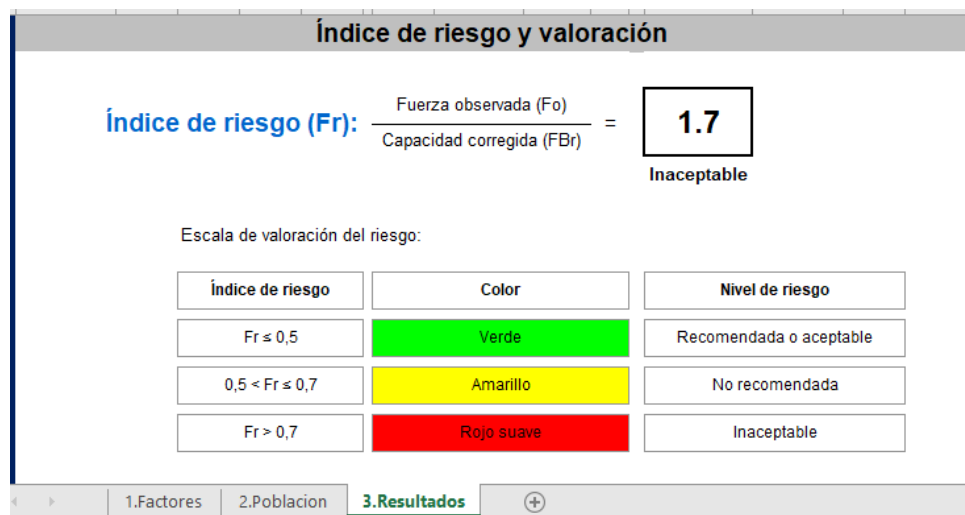 Índice de riesgo y valoración
Índice de riesgo (Fr): Fuerza observada (Fo) = 1.7
Capacidad corregida (FBr)
Inaceptable
Escala de valoración del riesgo:
Índice de riesgo Color Nivel de riesgo
Fr ≤ 0,5 Verde Recomendada o aceptable
0,5 < Fr ≤ 0,7 Amarillo No recomendada
Fr > 0,7 Rojo suave Inaceptable
1.Factores 2.Poblacion 3.Resultados